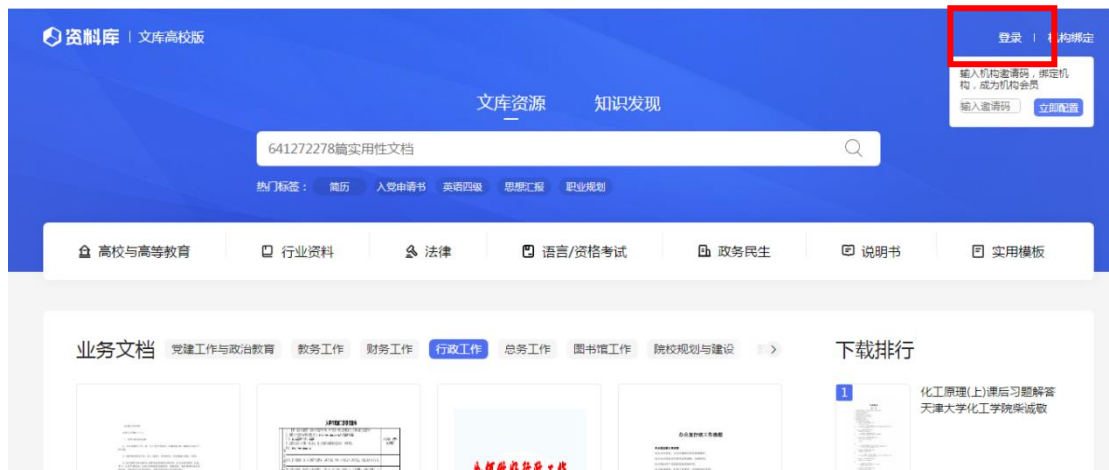 资料库 | 文库高校版
登录 | 机构绑定
输入机构邀请码，绑定机
构，成为机构会员
输入邀请码 立即配置
文库资源 知识发现
641272278篇实用性文档
热门标签： 简历 入党申请书 英语四级 思想汇报 职业规划
高校与高等教育 行业资料 法律 语言/资格考试 政务民生 说明书 实用模板
业务文档 党建工作与政治教育 教务工作 财务工作 行政工作 总务工作 图书馆工作 院校规划与建设
下载排行
1 化工原理(上)课后习题解答
天津大学化工学院柴诚敬